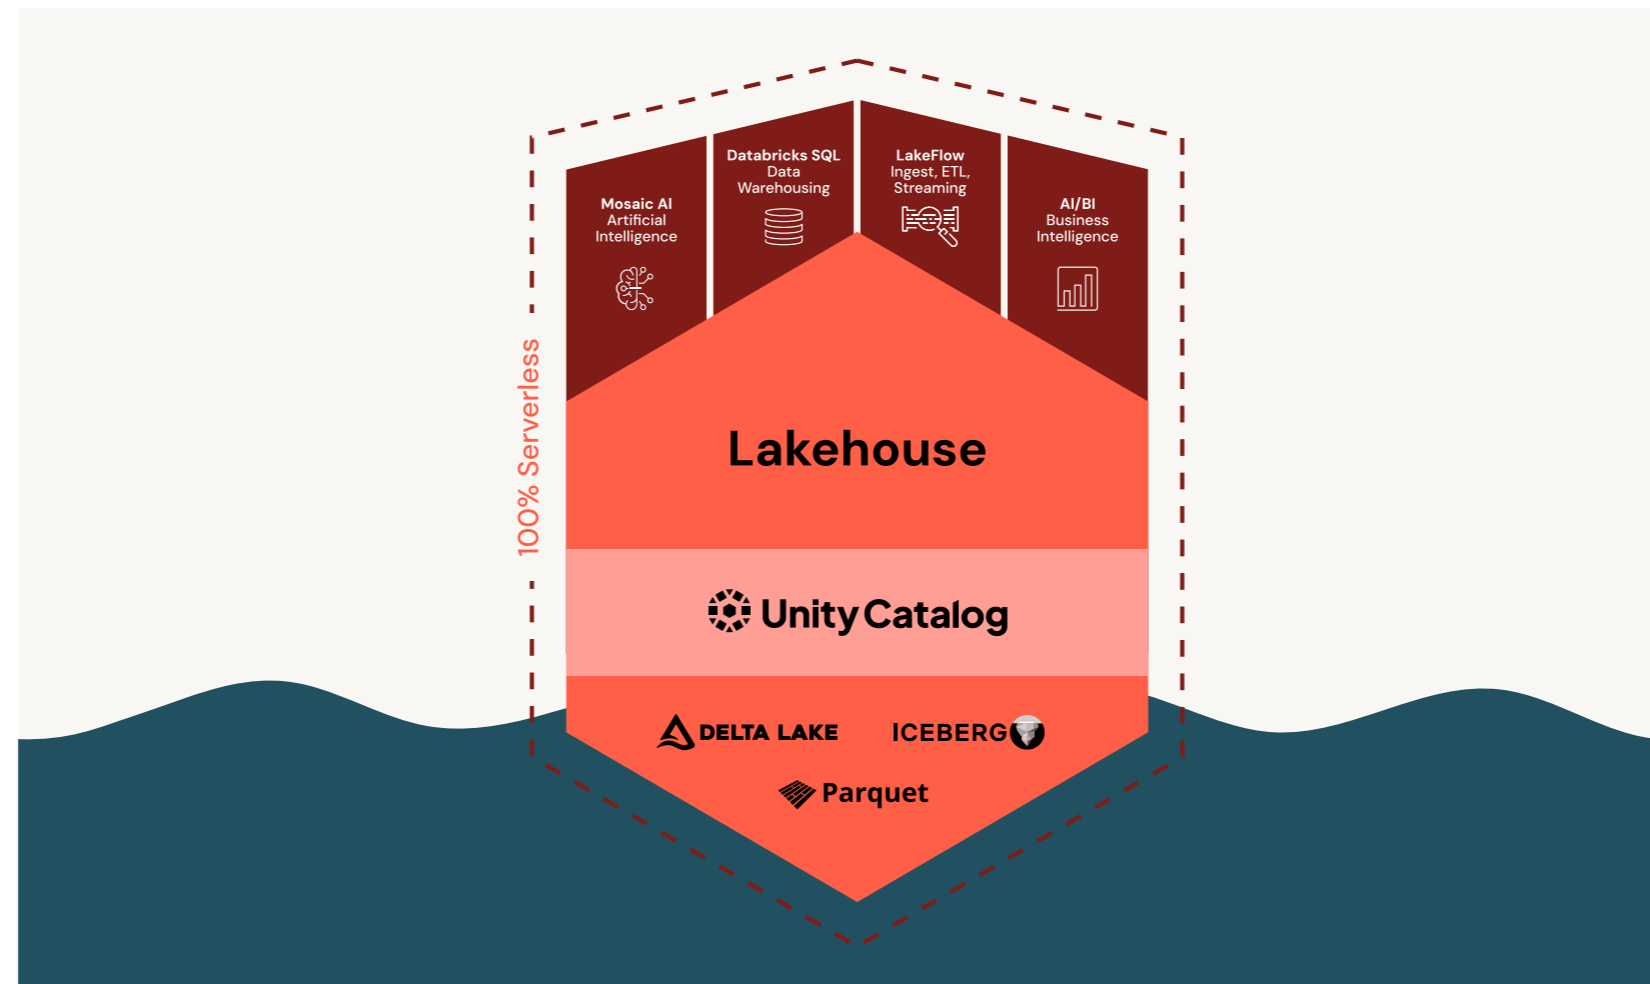 Databricks SQL
Data
Warehousing
LakeFlow
Ingest, ETL,
Streaming
Mosaic AI
Artificial
Intelligence
AI/BI
Business
Intelligence
100% Serverless
Lakehouse
Unity Catalog
DELTA LAKE
ICEBERG
Parquet